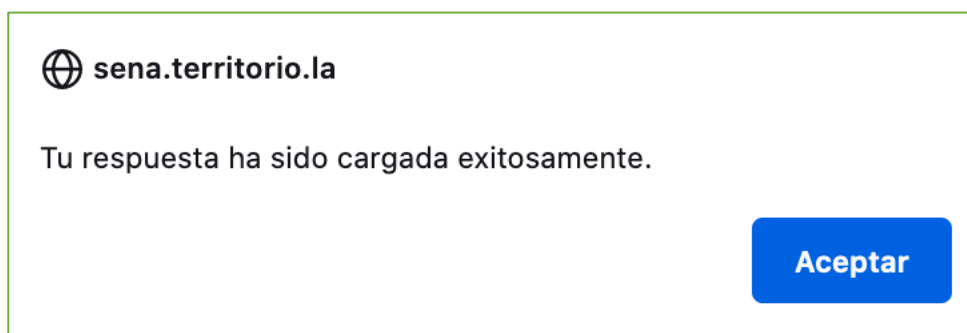 sena.territorio.la
Tu respuesta ha sido cargada exitosamente.
Aceptar